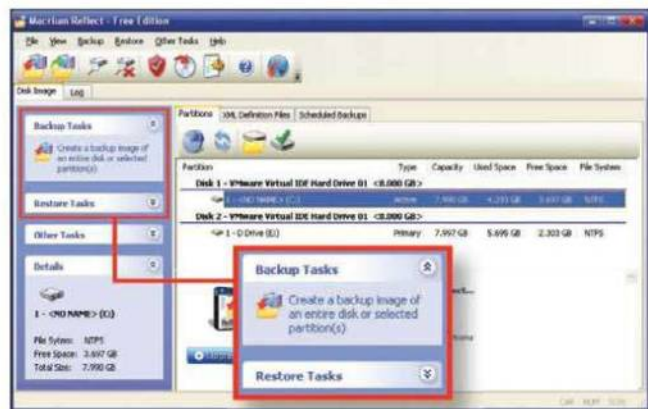 Macrium Reflect - Free Edition
File View Backup Restore Other Tasks Help
Disk Image Log
Backup Tasks
Create a backup image of
an entire disk or selected
partition(s)
Restore Tasks
Other Tasks
Details
1 - <NO NAME> (C:)
File System: NTFS
Free Space: 3.697 GB
Total Size: 7.990 GB
Partitions XML Definition Files Scheduled Backups
Partition Type Capacity Used Space Free Space File System
Disk 1 - VMware Virtual IDE Hard Drive 01 <8.000 GB>
1 - <NO NAME> (C:) Active 7.990 GB 4.293 GB 3.697 GB NTFS
Disk 2 - VMware Virtual IDE Hard Drive 01 <8.000 GB>
1 - D Drive (E:) Primary 7.997 GB 5.695 GB 2.303 GB NTFS
Backup Tasks
Create a backup image of
an entire disk or selected
partition(s)
Restore Tasks
CAP NUM SCRL